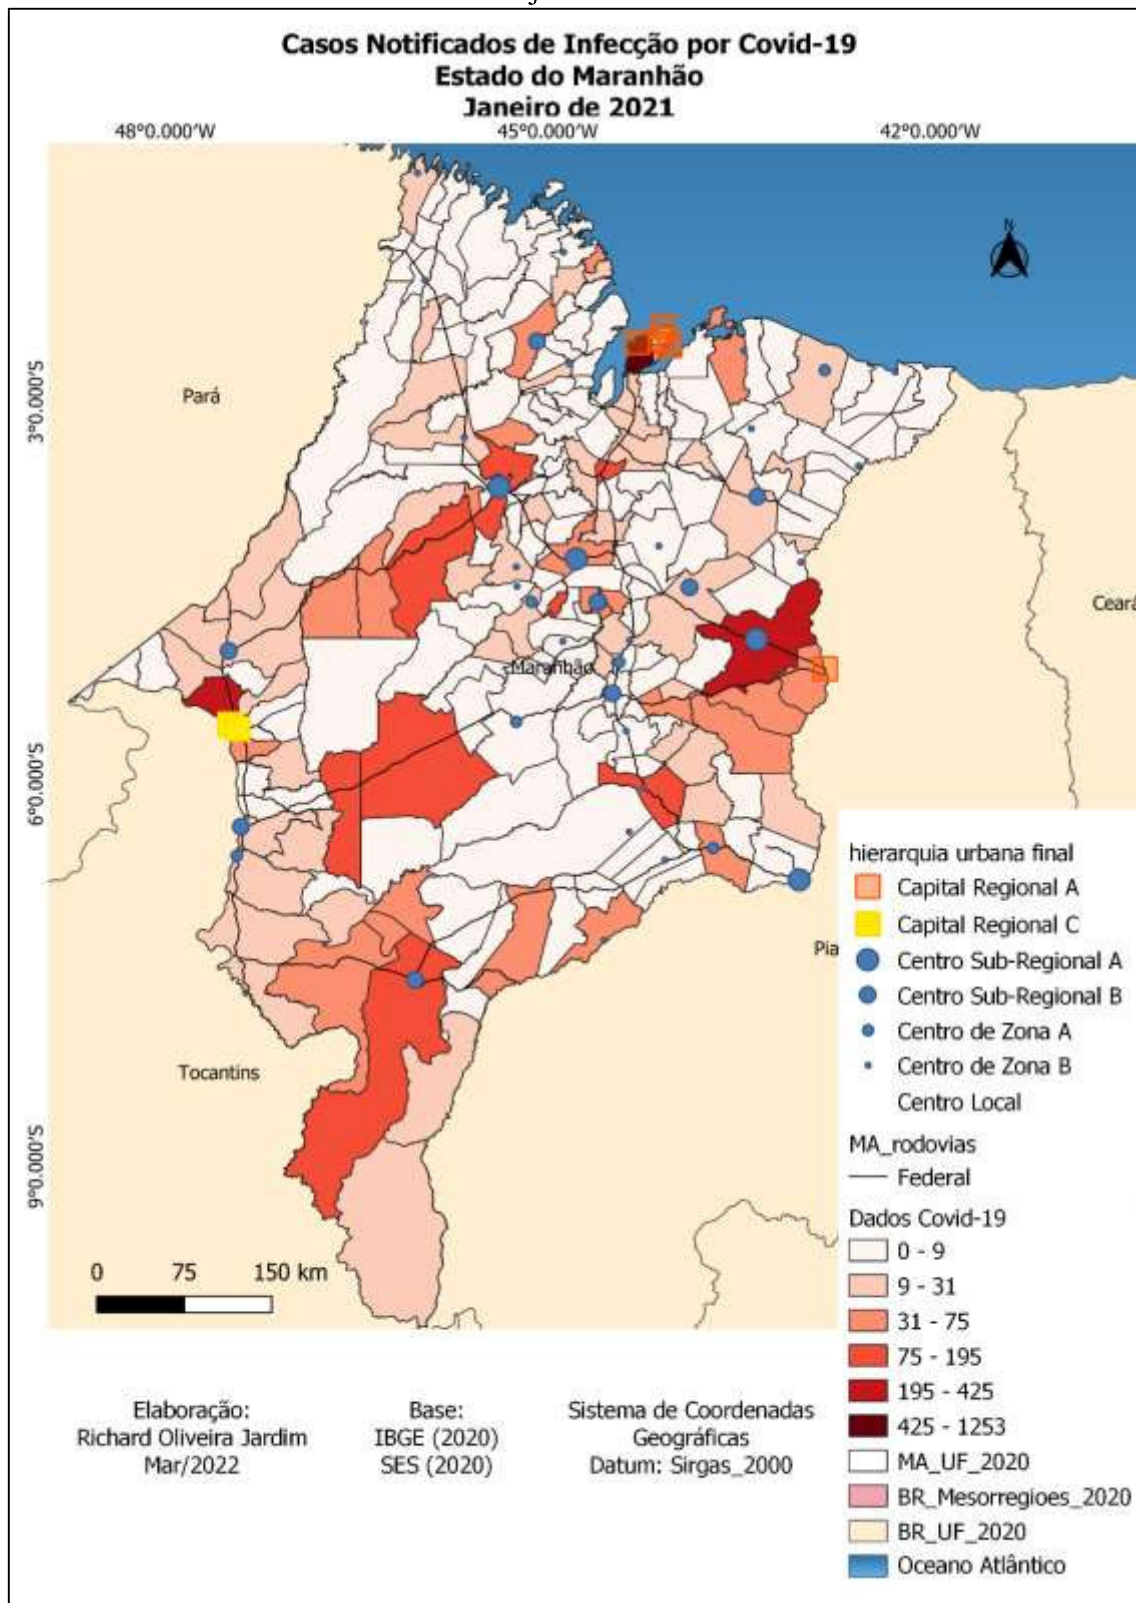 Casos Notificados de Infecção por Covid-19
Estado do Maranhão
Janeiro de 2021
48°0.000'W 45°0.000'W 42°0.000'W
N
3°0.000'S
Pará
Ceará
Maranhão
6°0.000'S
Pia
Tocantins
9°0.000'S
0 75 150 km
hierarquia urbana final
Capital Regional A
Capital Regional C
Centro Sub-Regional A
Centro Sub-Regional B
Centro de Zona A
Centro de Zona B
Centro Local
MA_rodovias
Federal
Dados Covid-19
0 - 9
9 - 31
31 - 75
75 - 195
195 - 425
425 - 1253
MA_UF_2020
BR_Mesorregioes_2020
BR_UF_2020
Oceano Atlântico
Elaboração:
Richard Oliveira Jardim
Mar/2022
Base:
IBGE (2020)
SES (2020)
Sistema de Coordenadas
Geográficas
Datum: Sirgas_2000